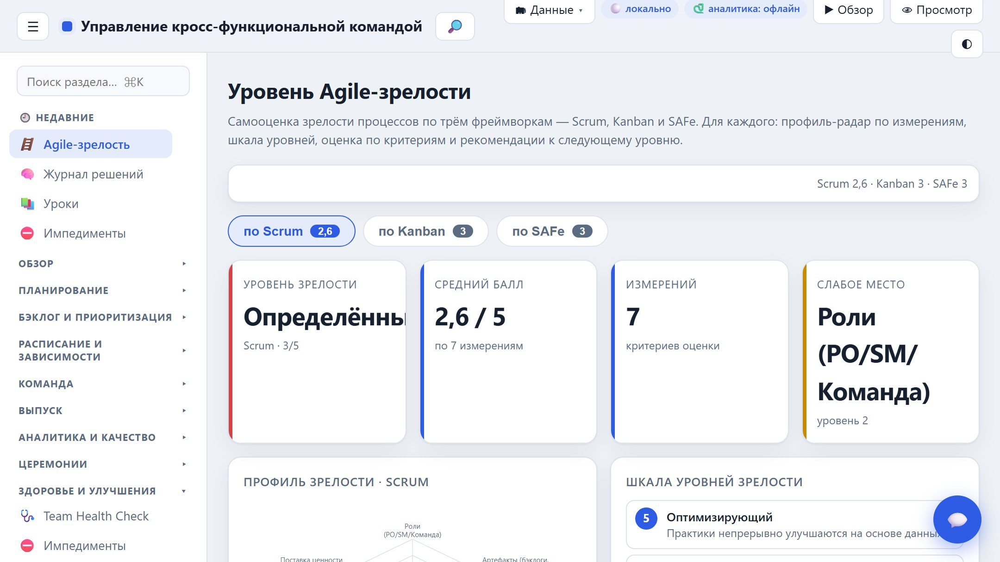 Управление кросс-функциональной командой
Данные
локально
аналитика: офлайн
Обзор
Просмотр
Поиск раздела... ⌘K
НЕДАВНИЕ
Agile-зрелость
Журнал решений
Уроки
Импедименты
ОБЗОР
ПЛАНИРОВАНИЕ
БЭКЛОГ И ПРИОРИТИЗАЦИЯ
РАСПИСАНИЕ И
ЗАВИСИМОСТИ
КОМАНДА
ВЫПУСК
АНАЛИТИКА И КАЧЕСТВО
ЦЕРЕМОНИИ
ЗДОРОВЬЕ И УЛУЧШЕНИЯ
Team Health Check
Импедименты
Уровень Agile-зрелости
Самооценка зрелости процессов по трём фреймворкам — Scrum, Kanban и SAFe. Для каждого: профиль-радар по измерениям,
шкала уровней, оценка по критериям и рекомендации к следующему уровню.
Scrum 2,6 · Kanban 3 · SAFe 3
по Scrum 2,6
по Kanban 3
по SAFe 3
УРОВЕНЬ ЗРЕЛОСТИ
Определённы
Scrum · 3/5
СРЕДНИЙ БАЛЛ
2,6 / 5
по 7 измерениям
ИЗМЕРЕНИЙ
7
критериев оценки
СЛАБОЕ МЕСТО
Роли
(PO/SM/
Команда)
уровень 2
ПРОФИЛЬ ЗРЕЛОСТИ · SCRUM
Роли
(PO/SM/Команда)
Поставка ценности
Артефакты (бэклоги,
ШКАЛА УРОВНЕЙ ЗРЕЛОСТИ
5 Оптимизирующий
Практики непрерывно улучшаются на основе данных